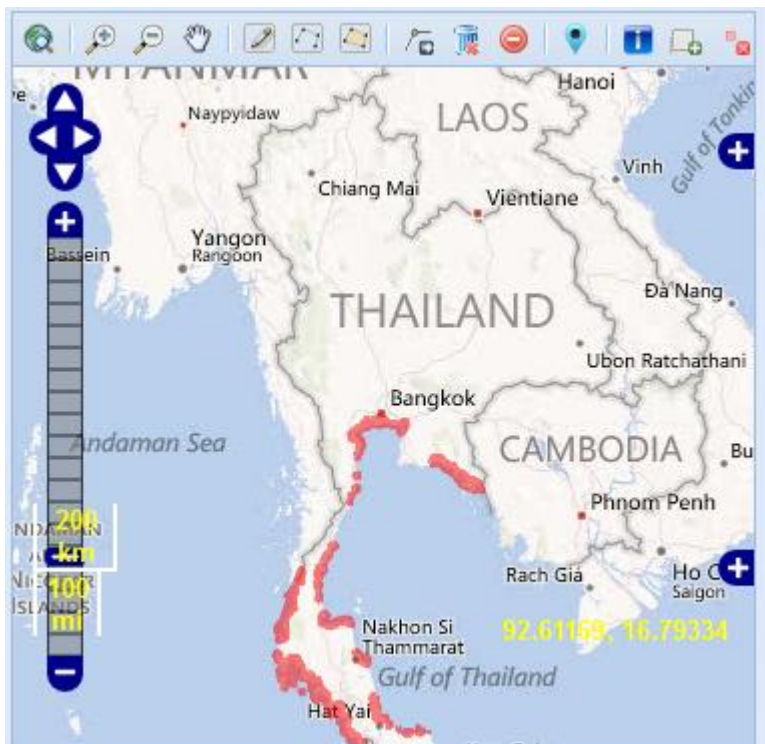 MYANMAR
Hanoi
LAOS
Naypyidaw
Gulf of Tonkin
Vinh
Chiang Mai
Vientiane
Yangon
Rangoon
Bassein
Đà Nẵng
THAILAND
Ubon Ratchathani
Bangkok
Andaman Sea
CAMBODIA
Bu
200
km
Phnom Penh
100
mi
ISLANDS
Rach Giá
Ho C
Saigon
Nakhon Si
Thammarat
92.61169, 16.79334
Gulf of Thailand
Hat Yai